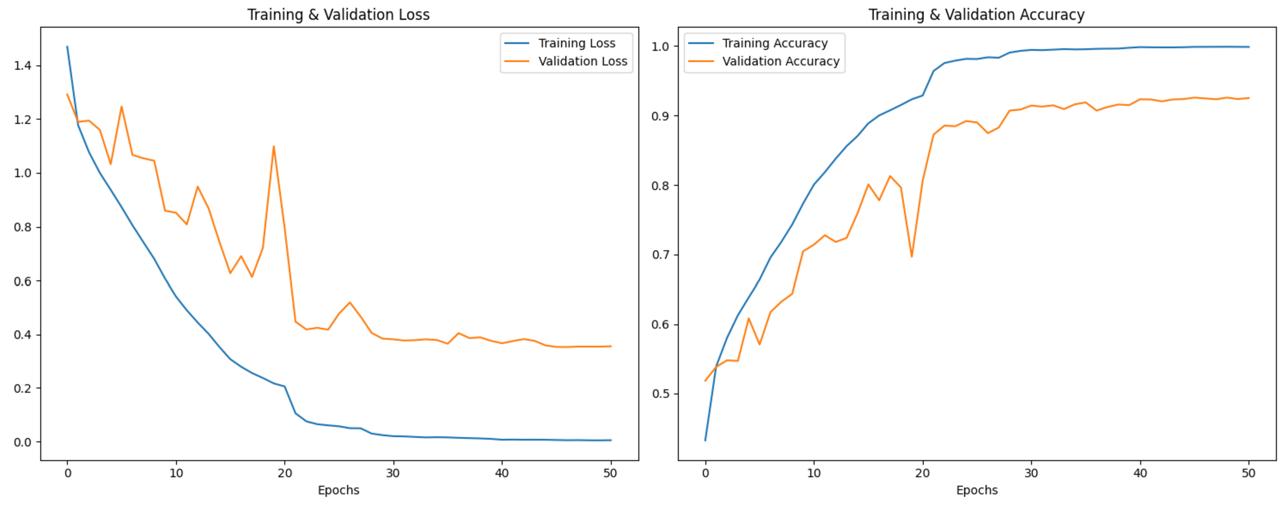 Training & Validation Loss
Training Loss
Validation Loss
1.4
1.2
1.0
0.8
0.6
0.4
0.2
0.0
0 10 20 30 40 50
Epochs
Training & Validation Accuracy
Training Accuracy
Validation Accuracy
1.0
0.9
0.8
0.7
0.6
0.5
0 10 20 30 40 50
Epochs